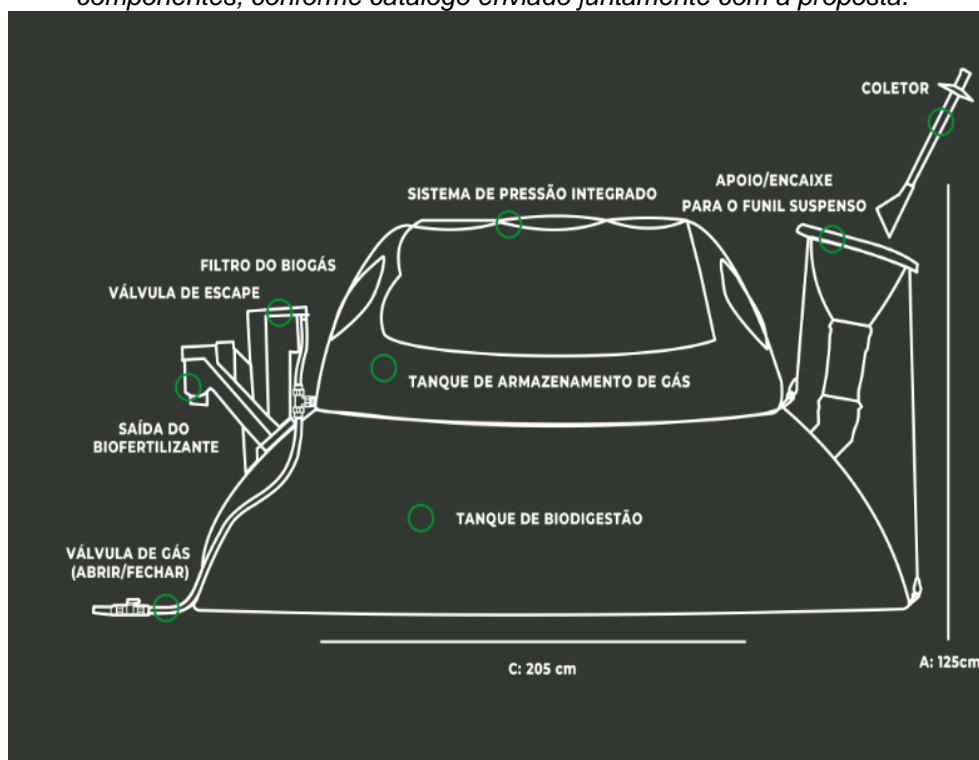 componentes, conforme catálogo enviado juntamente com a proposta.
COLETOR
APOIO/ENCAIXE
PARA O FUNIL SUSPENSO
SISTEMA DE PRESSÃO INTEGRADO
FILTRO DO BIOGÁS
VÁLVULA DE ESCAPE
TANQUE DE ARMAZENAMENTO DE GÁS
SAÍDA DO
BIOFERTILIZANTE
TANQUE DE BIODIGESTÃO
VÁLVULA DE GÁS
(ABRIR/FECHAR)
C: 205 cm
A: 125cm